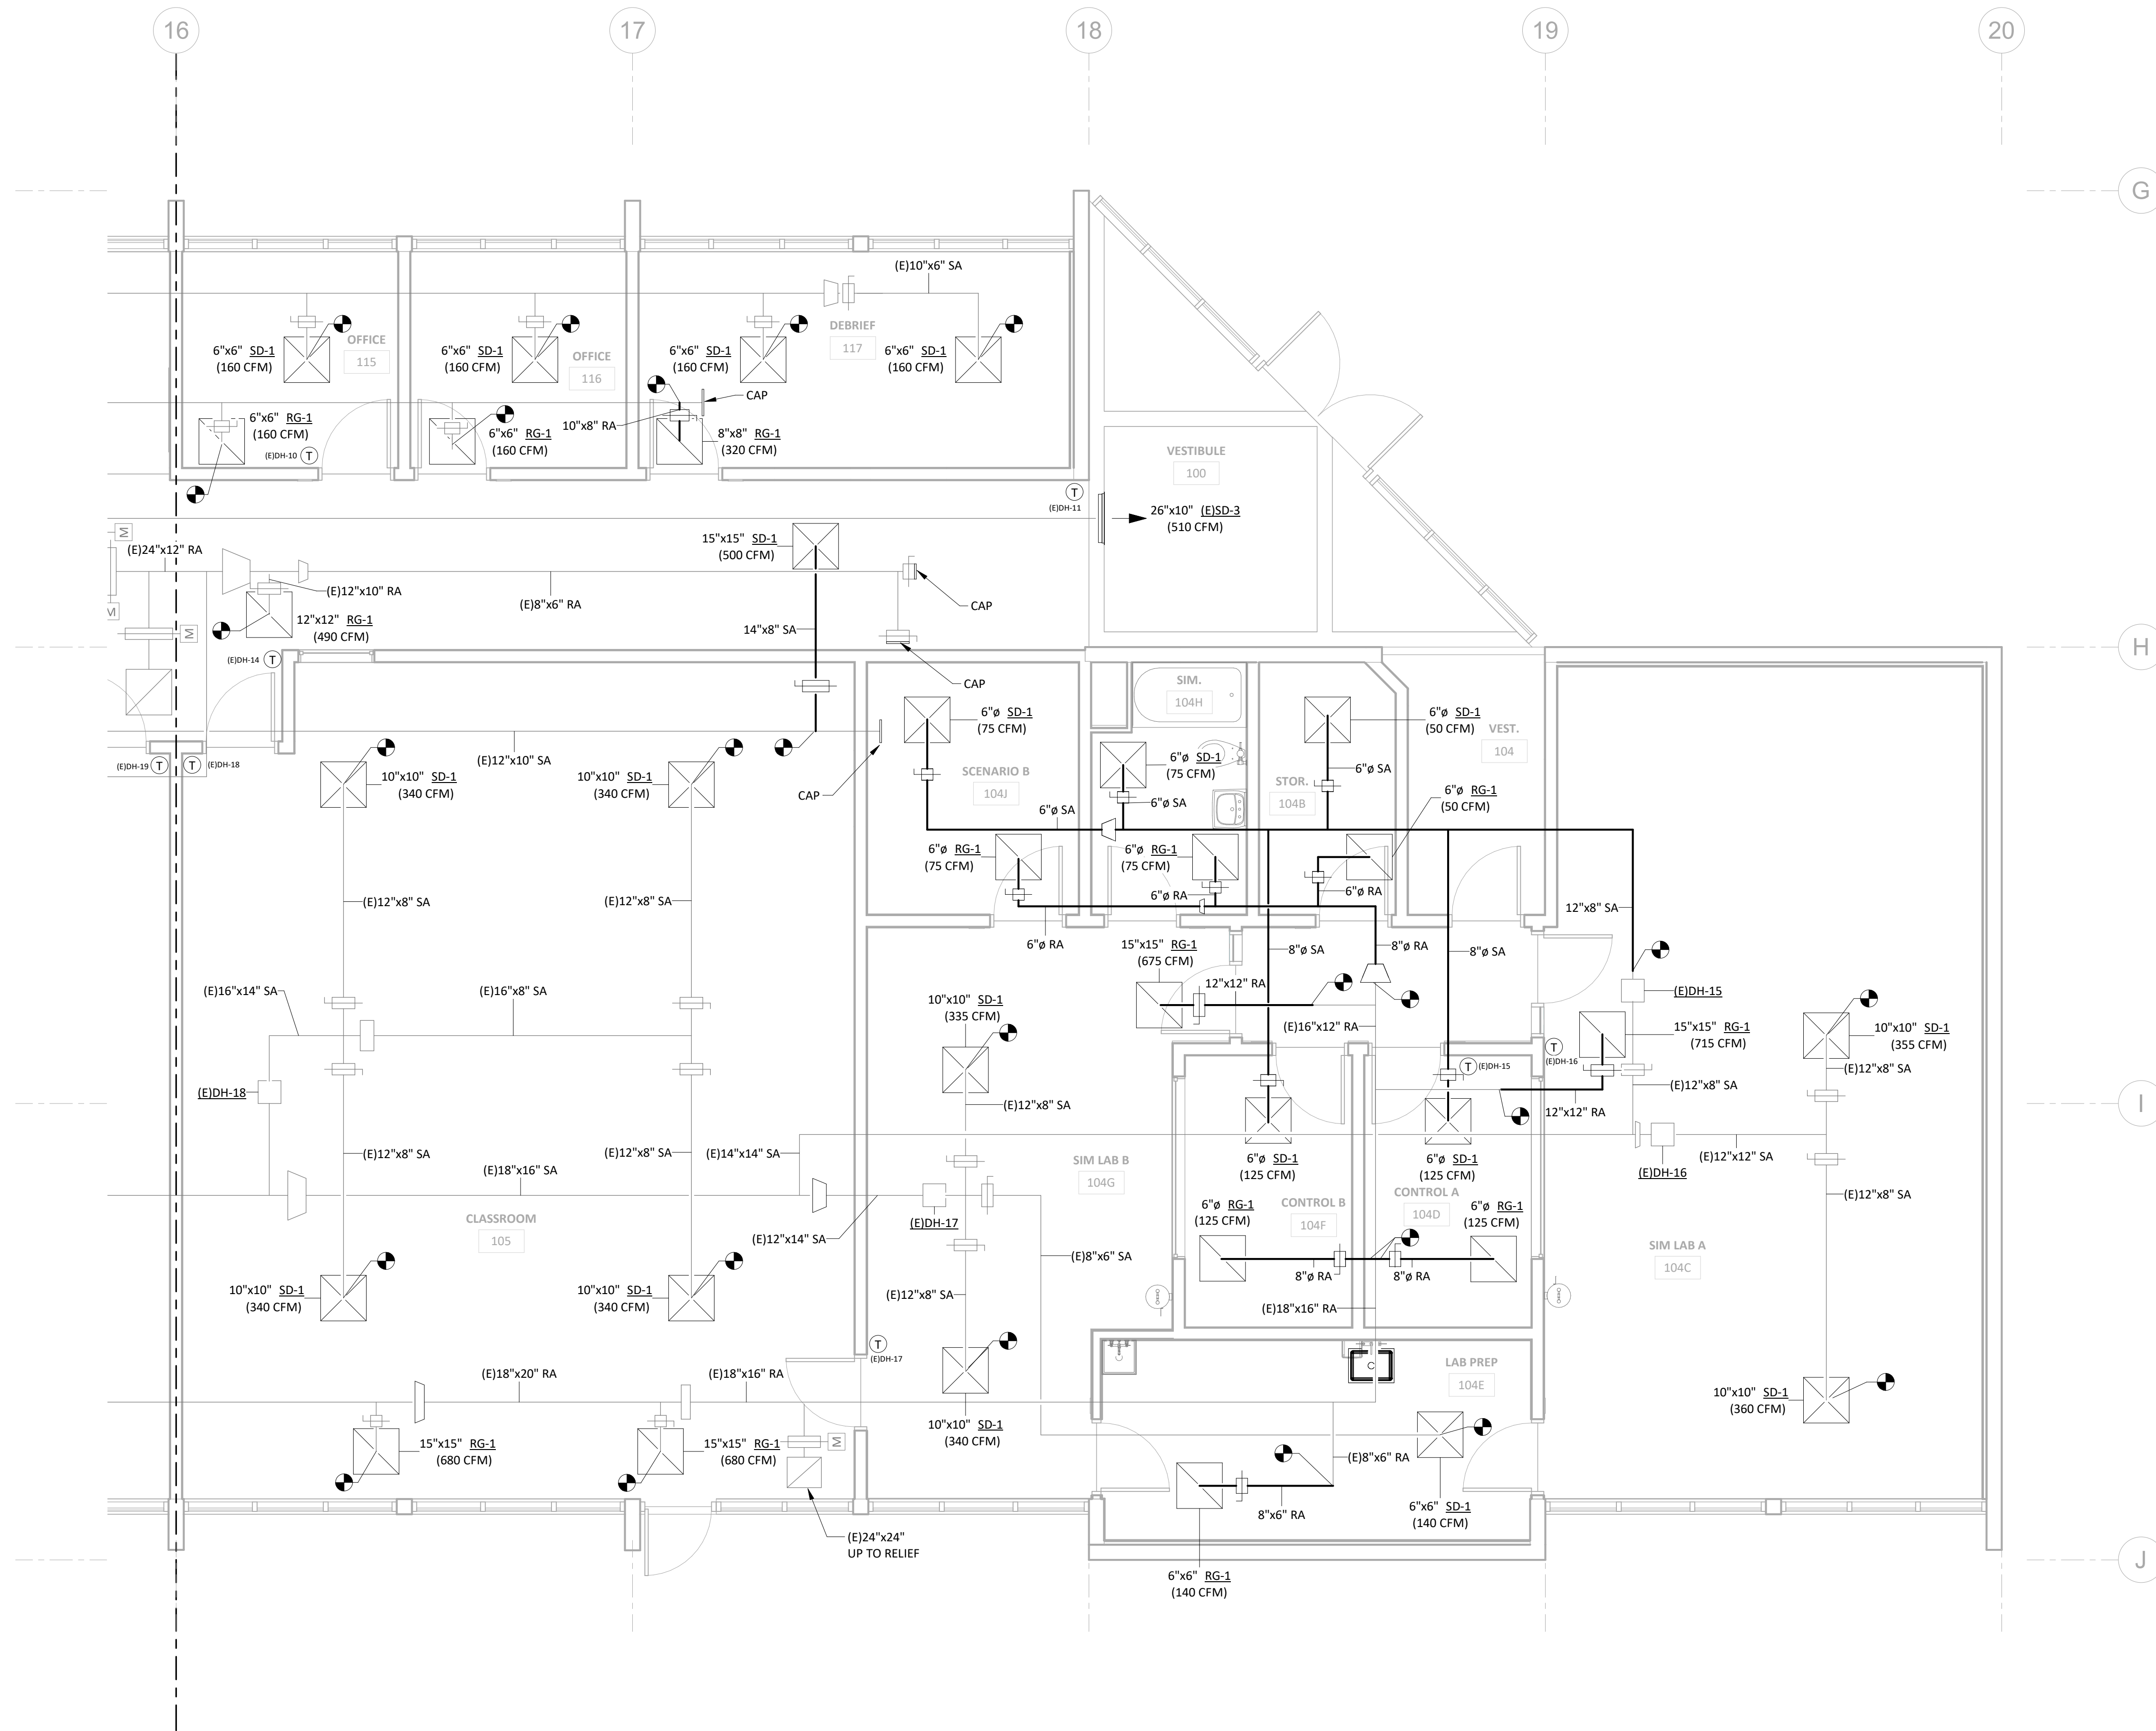 16
17
18
19
20
G
(E)10"x6" SA
OFFICE
115
6"x6" SD-1
(160 CFM)
OFFICE
116
6"x6" SD-1
(160 CFM)
DEBRIEF
117
6"x6" SD-1
(160 CFM)
6"x6" SD-1
(160 CFM)
CAP
6"x6" RG-1
(160 CFM)
(E)DH-10
T
6"x6" RG-1
(160 CFM)
10"x8" RA
8"x8" RG-1
(320 CFM)
VESTIBULE
100
T
(E)DH-11
26"x10" (E)SD-3
(510 CFM)
M
(E)24"x12" RA
15"x15" SD-1
(500 CFM)
(E)12"x10" RA
(E)8"x6" RA
CAP
M
M
12"x12" RG-1
(490 CFM)
14"x8" SA
H
(E)DH-14
T
CAP
SIM.
104H
6"ø SD-1
(75 CFM)
6"ø SD-1
(50 CFM)
VEST.
104
(E)DH-19
T
T
(E)DH-18
(E)12"x10" SA
10"x10" SD-1
(340 CFM)
10"x10" SD-1
(340 CFM)
CAP
SCENARIO B
104J
6"ø SD-1
(75 CFM)
6"ø SA
STOR.
104B
6"ø SA
6"ø RG-1
(50 CFM)
6"ø SA
6"ø RG-1
(75 CFM)
6"ø RG-1
(75 CFM)
6"ø RA
6"ø RA
(E)12"x8" SA
(E)12"x8" SA
12"x8" SA
6"ø RA
15"x15" RG-1
(675 CFM)
8"ø SA
8"ø RA
8"ø SA
12"x12" RA
(E)16"x14" SA
(E)16"x8" SA
10"x10" SD-1
(335 CFM)
(E)DH-15
(E)16"x12" RA
15"x15" RG-1
(715 CFM)
10"x10" SD-1
(355 CFM)
T
(E)DH-16
T
(E)DH-15
(E)12"x8" SA
(E)12"x8" SA
(E)DH-18
(E)12"x8" SA
12"x12" RA
I
(E)12"x8" SA
(E)12"x8" SA
(E)14"x14" SA
(E)18"x16" SA
SIM LAB B
104G
6"ø SD-1
(125 CFM)
6"ø SD-1
(125 CFM)
(E)12"x12" SA
(E)DH-16
(E)12"x8" SA
CLASSROOM
105
(E)DH-17
(E)12"x14" SA
6"ø RG-1
(125 CFM)
CONTROL B
104F
CONTROL A
104D
6"ø RG-1
(125 CFM)
(E)8"x6" SA
SIM LAB A
104C
8"ø RA
8"ø RA
10"x10" SD-1
(340 CFM)
10"x10" SD-1
(340 CFM)
(E)12"x8" SA
(E)18"x16" RA
T
(E)DH-17
(E)18"x20" RA
(E)18"x16" RA
LAB PREP
104E
10"x10" SD-1
(360 CFM)
10"x10" SD-1
(340 CFM)
15"x15" RG-1
(680 CFM)
15"x15" RG-1
(680 CFM)
M
(E)8"x6" RA
8"x6" RA
6"x6" SD-1
(140 CFM)
(E)24"x24"
UP TO RELIEF
J
6"x6" RG-1
(140 CFM)